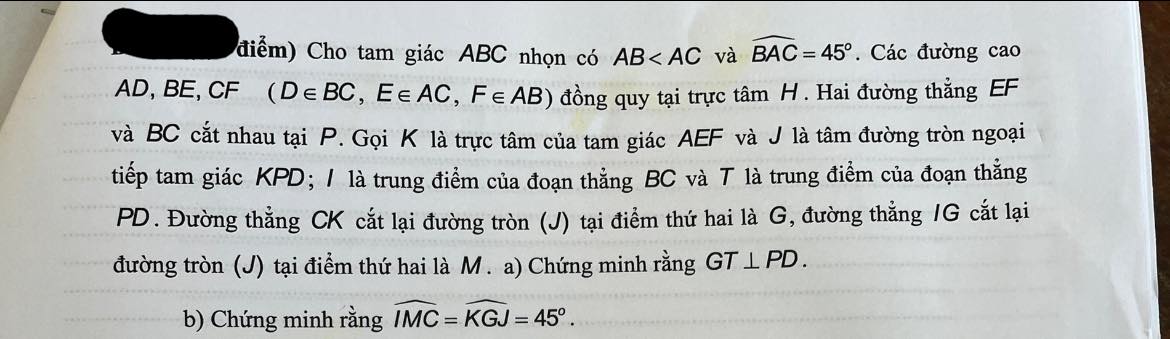 điểm) Cho tam giác ABC nhọn có AB < AC và $\widehat{BAC} = 45^o$. Các đường cao
AD, BE, CF (D ∈ BC, E ∈ AC, F ∈ AB) đồng quy tại trực tâm H. Hai đường thẳng EF
và BC cắt nhau tại P. Gọi K là trực tâm của tam giác AEF và J là tâm đường tròn ngoại
tiếp tam giác KPD; I là trung điểm của đoạn thẳng BC và T là trung điểm của đoạn thẳng
PD. Đường thẳng CK cắt lại đường tròn (J) tại điểm thứ hai là G, đường thẳng IG cắt lại
đường tròn (J) tại điểm thứ hai là M. a) Chứng minh rằng GT ⊥ PD.
b) Chứng minh rằng $\widehat{IMC} = \widehat{KGJ} = 45^o$.